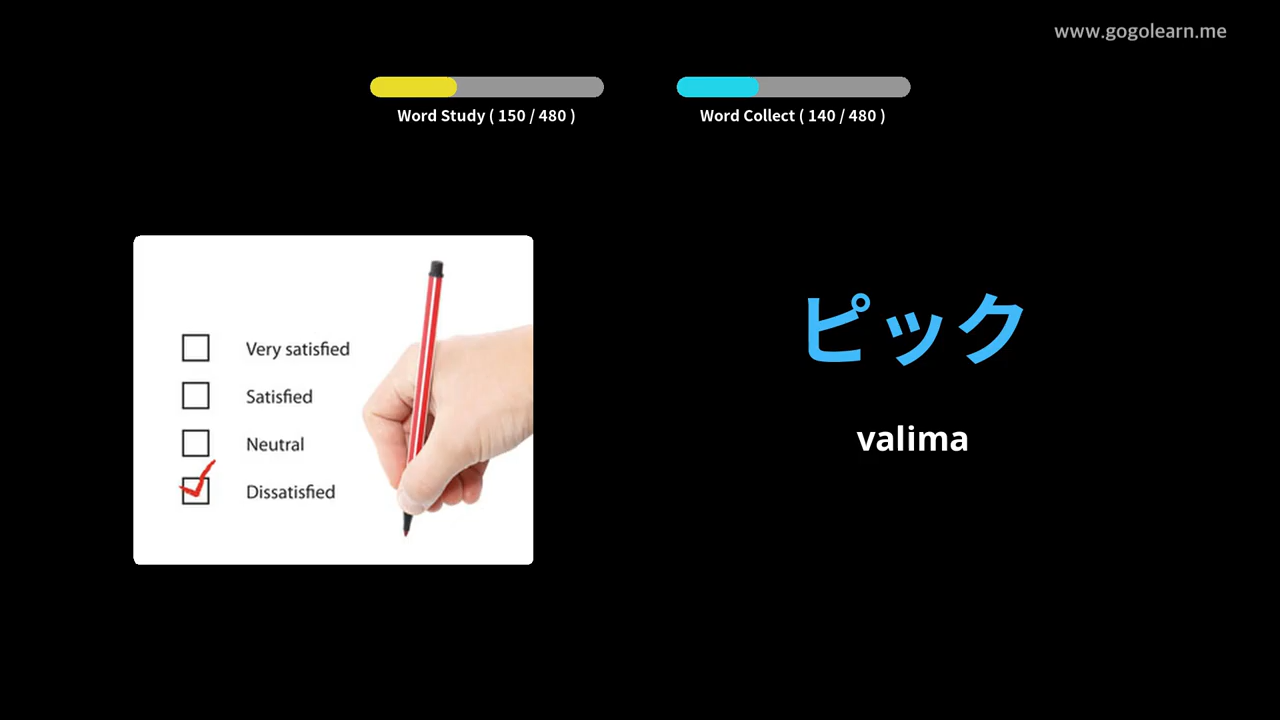 www.gogolearn.me
Word Study ( 150 / 480 )
Word Collect ( 140 / 480 )
Very satisfied
Satisfied
Neutral
Dissatisfied
ピック
valima